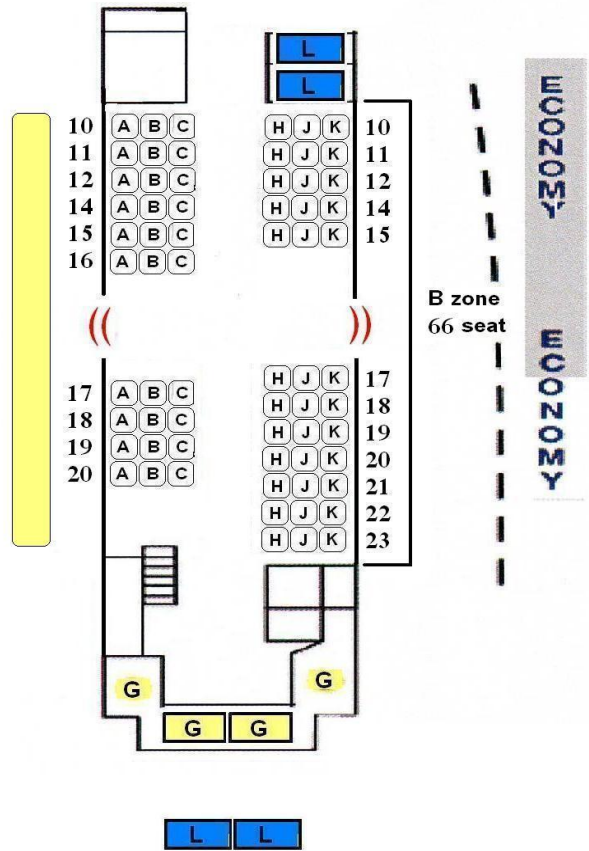 L
L
10 A B C H J K 10
11 A B C H J K 11
12 A B C H J K 12
14 A B C H J K 14
15 A B C H J K 15
16 A B C
ECONOMY
(( ))
B zone
66 seat
ECONOMY
17 A B C H J K 17
18 A B C H J K 18
19 A B C H J K 19
20 A B C H J K 20
H J K 21
H J K 22
H J K 23
G G
G G
L L